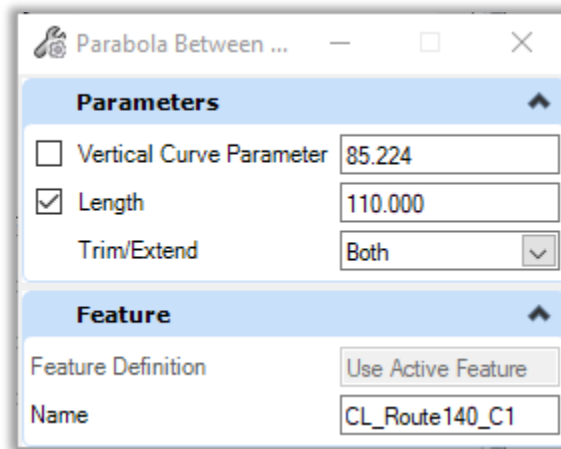 Parabola Between ...
Parameters
Vertical Curve Parameter 85.224
Length 110.000
Trim/Extend Both
Feature
Feature Definition Use Active Feature
Name CL_Route140_C1